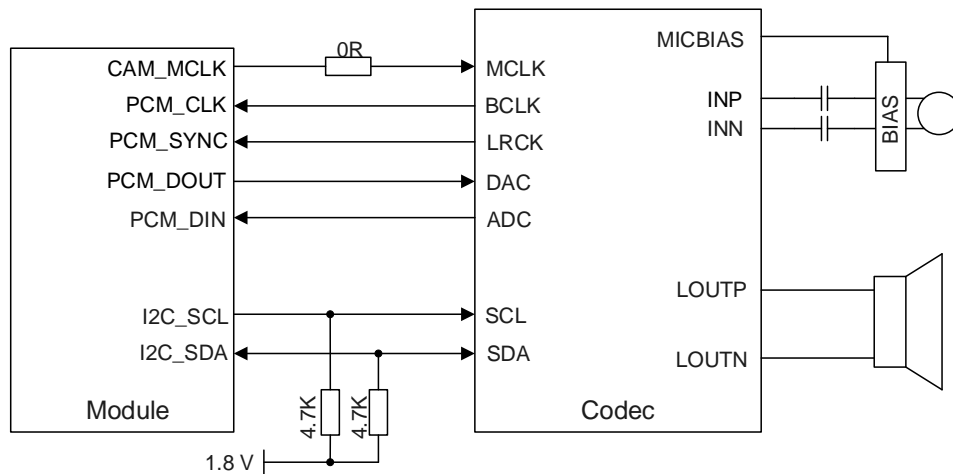 0R
CAM_MCLK
PCM_CLK
PCM_SYNC
PCM_DOUT
PCM_DIN
I2C_SCL
I2C_SDA
Module
4.7K
4.7K
1.8 V
MCLK
BCLK
LRCK
DAC
ADC
SCL
SDA
MICBIAS
INP
INN
LOUTP
LOUTN
Codec
BIAS